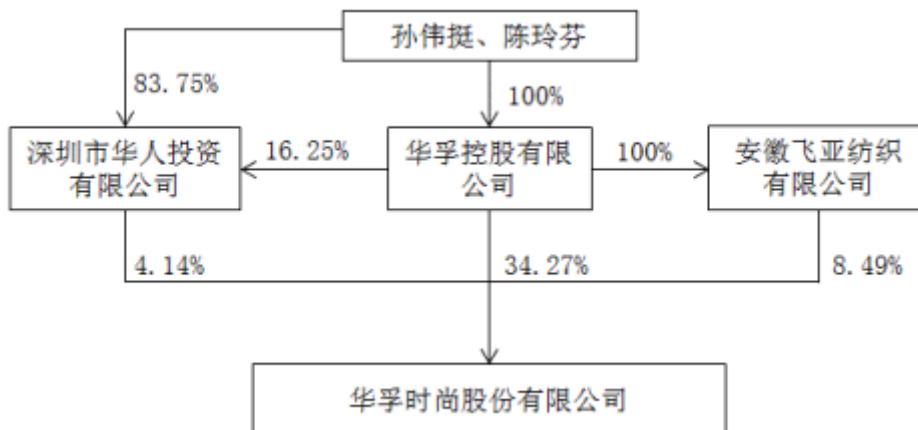 孙伟挺、陈玲芬
83.75%
100%
深圳市华人投资
有限公司
16.25%
华孚控股有限
公司
100%
安徽飞亚纺织
有限公司
4.14%
34.27%
8.49%
华孚时尚股份有限公司